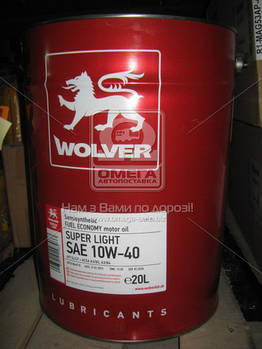 WOLVER
ОМЕГА
АВТОПОСТАВКА
Нам з Вами по дорозі!
Semisynthetic
FUEL ECONOMY motor oil
SUPER LIGHT
SAE 10W-40
℮20L
LUBRICANTS